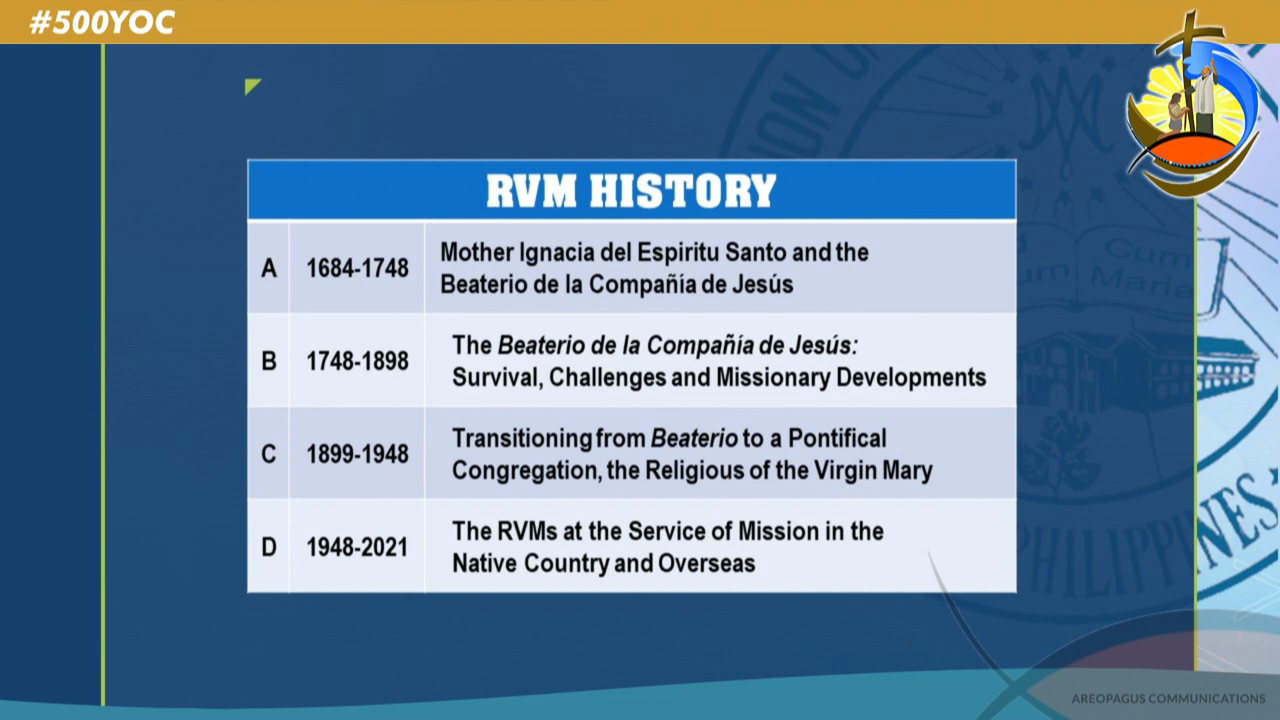 #500YOC
RVM HISTORY
A 1684-1748 Mother Ignacia del Espiritu Santo and the
Beaterio de la Compañía de Jesús
B 1748-1898 The Beaterio de la Compañía de Jesús:
Survival, Challenges and Missionary Developments
C 1899-1948 Transitioning from Beaterio to a Pontifical
Congregation, the Religious of the Virgin Mary
D 1948-2021 The RVMs at the Service of Mission in the
Native Country and Overseas
Cum
Maria
PHILIPPINES
AREOPAGUS COMMUNICATIONS